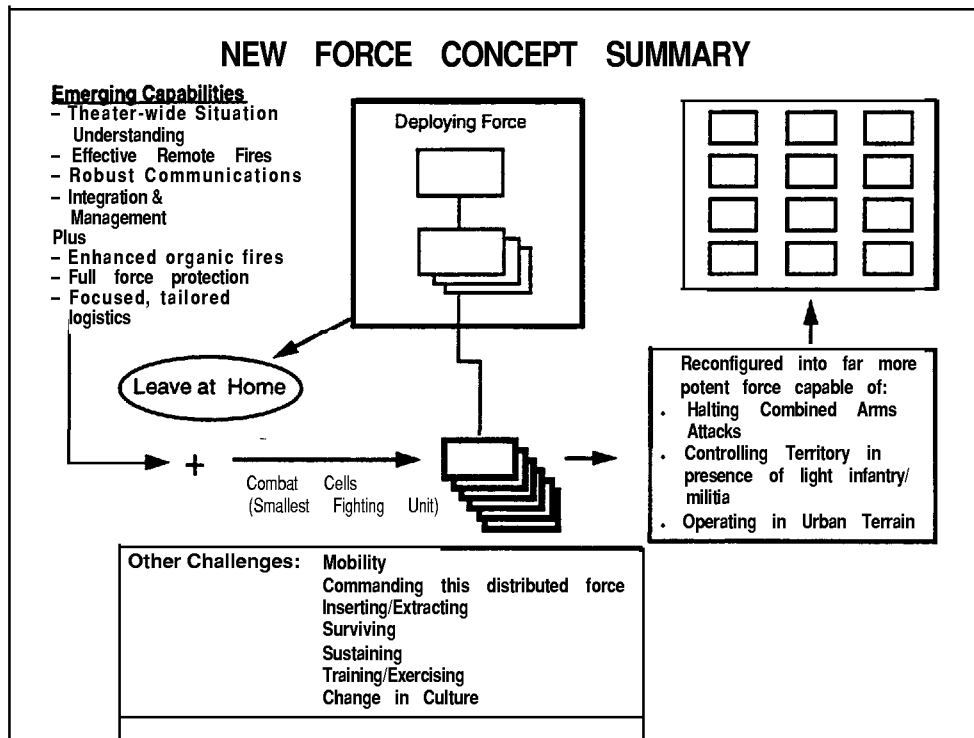 NEW FORCE CONCEPT SUMMARY
Emerging Capabilities
– Theater-wide Situation
Understanding
– Effective Remote Fires
– Robust Communications
– Integration &
Management
Plus
– Enhanced organic fires
– Full force protection
– Focused, tailored
logistics
Deploying Force
Leave at Home
+
Combat Cells
(Smallest Fighting Unit)
Reconfigured into far more
potent force capable of:
. Halting Combined Arms
Attacks
. Controlling Territory in
presence of light infantry/
militia
. Operating in Urban Terrain
Other Challenges: Mobility
Commanding this distributed force
Inserting/Extracting
Surviving
Sustaining
Training/Exercising
Change in Culture